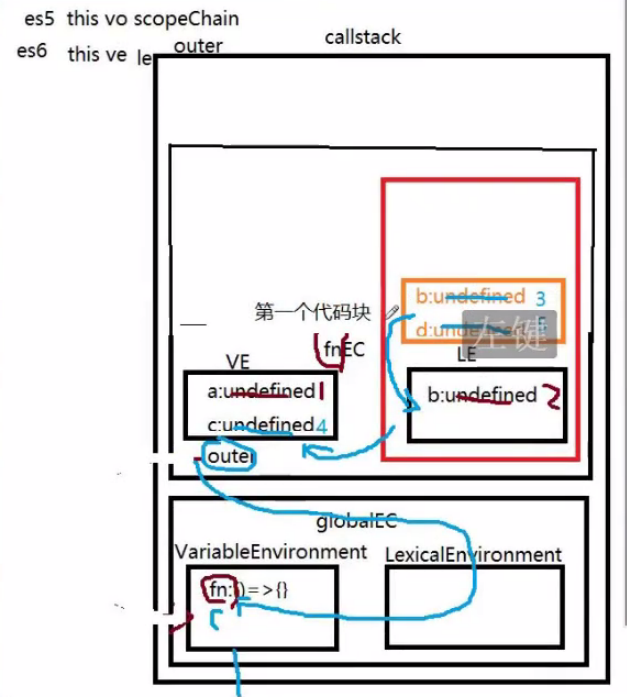 es5 this vo scopeChain
es6 this ve le outer
callstack
b:undefined 3
d:undefined
左键
第一个代码块
fnEC
VE
LE
a:undefined 1
b:undefined 2
c:undefined 4
outer
globalEC
VariableEnvironment
LexicalEnvironment
fn:()=>{}